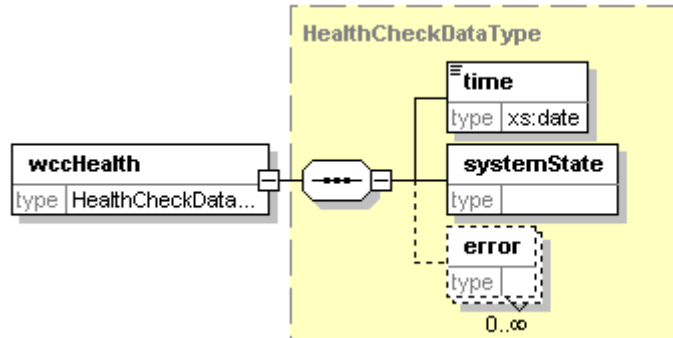 HealthCheckDataType
time
type xs:date
wccHealth
type HealthCheckData...
systemState
type
error
type
0..∞